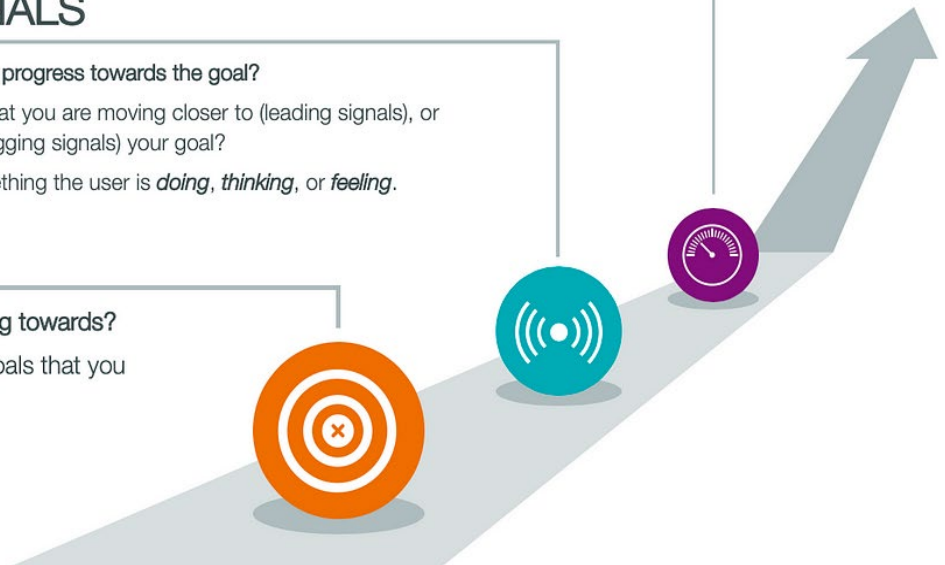 progress towards the goal?
at you are moving closer to (leading signals), or
gging signals) your goal?
ething the user is doing, thinking, or feeling.
g towards?
oals that you